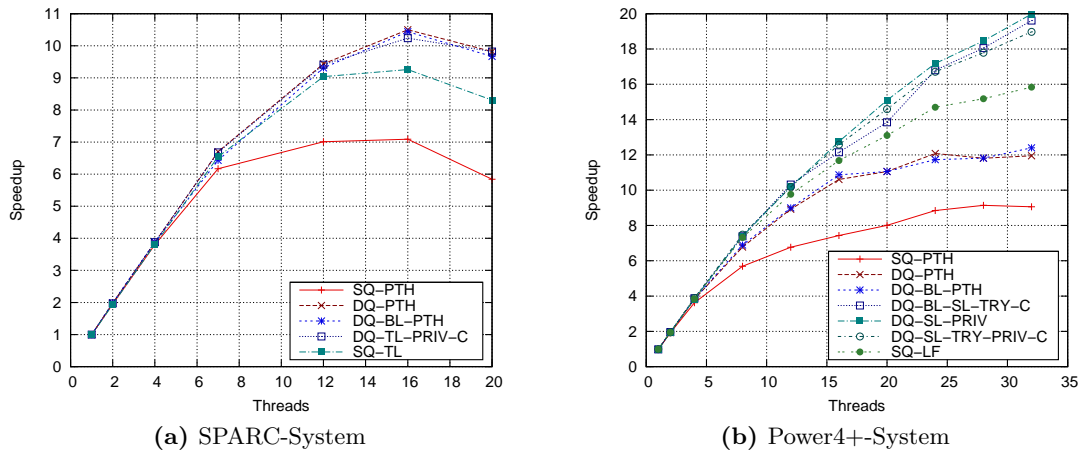 11
10
9
8
7
6
5
4
3
2
1
0
Speedup
0 2 4 6 8 10 12 14 16 18 20
Threads
SQ-PTH
DQ-PTH
DQ-BL-PTH
DQ-TL-PRIV-C
SQ-TL
(a) SPARC-System
20
18
16
14
12
10
8
6
4
2
0
Speedup
0 5 10 15 20 25 30 35
Threads
SQ-PTH
DQ-PTH
DQ-BL-PTH
DQ-BL-SL-TRY-C
DQ-SL-PRIV
DQ-SL-TRY-PRIV-C
SQ-LF
(b) Power4+-System